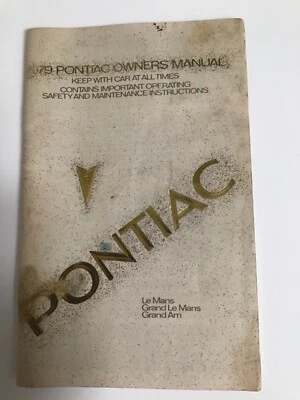 '79 PONTIAC OWNERS MANUAL
KEEP WITH CAR AT ALL TIMES
CONTAINS IMPORTANT OPERATING
SAFETY AND MAINTENANCE INSTRUCTIONS
PONTIAC
Le Mans
Grand Le Mans
Grand Am